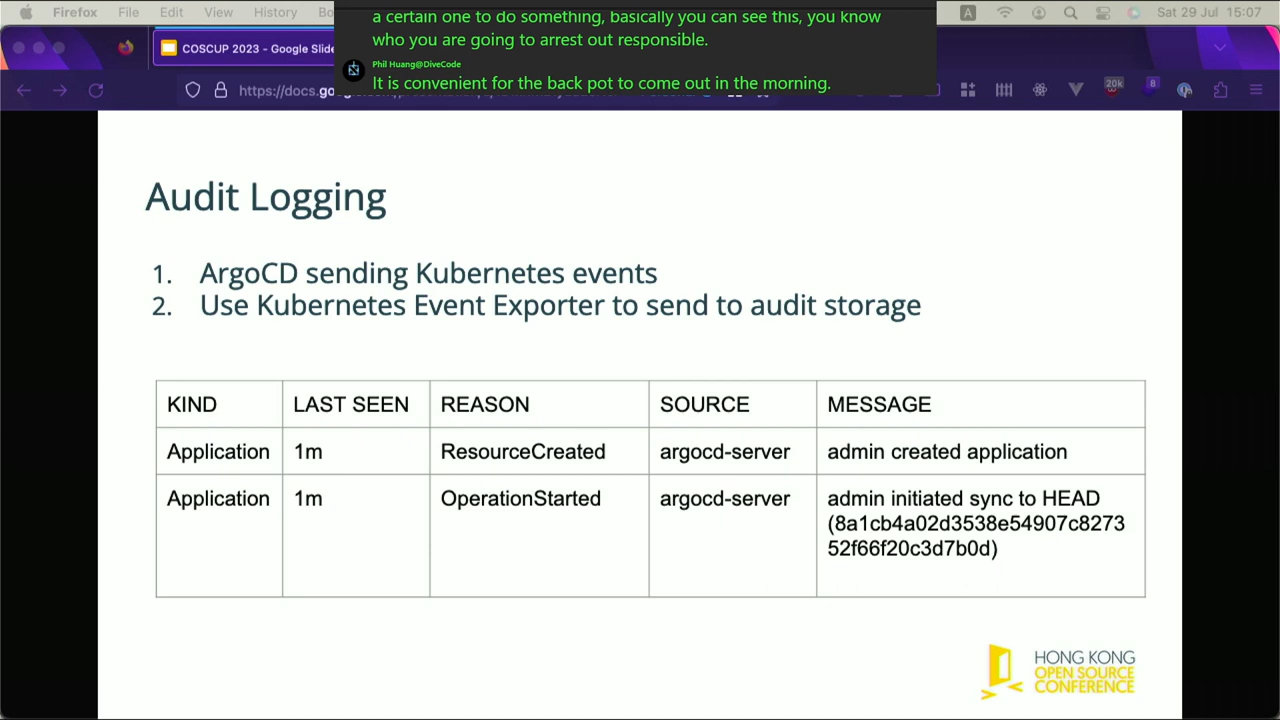 Firefox File Edit View History Bo
A Sat 29 Jul 15:07
a certain one to do something, basically you can see this, you know
who you are going to arrest out responsible.
Phil Huang@DiveCode
It is convenient for the back pot to come out in the morning.
COSCUP 2023 - Google Slide
https://docs.go
20k
8
Audit Logging
1. ArgoCD sending Kubernetes events
2. Use Kubernetes Event Exporter to send to audit storage
KIND LAST SEEN REASON SOURCE MESSAGE
Application 1m ResourceCreated argocd-server admin created application
Application 1m OperationStarted argocd-server admin initiated sync to HEAD
(8a1cb4a02d3538e54907c8273
52f66f20c3d7b0d)
HONG KONG
OPEN SOURCE
CONFERENCE